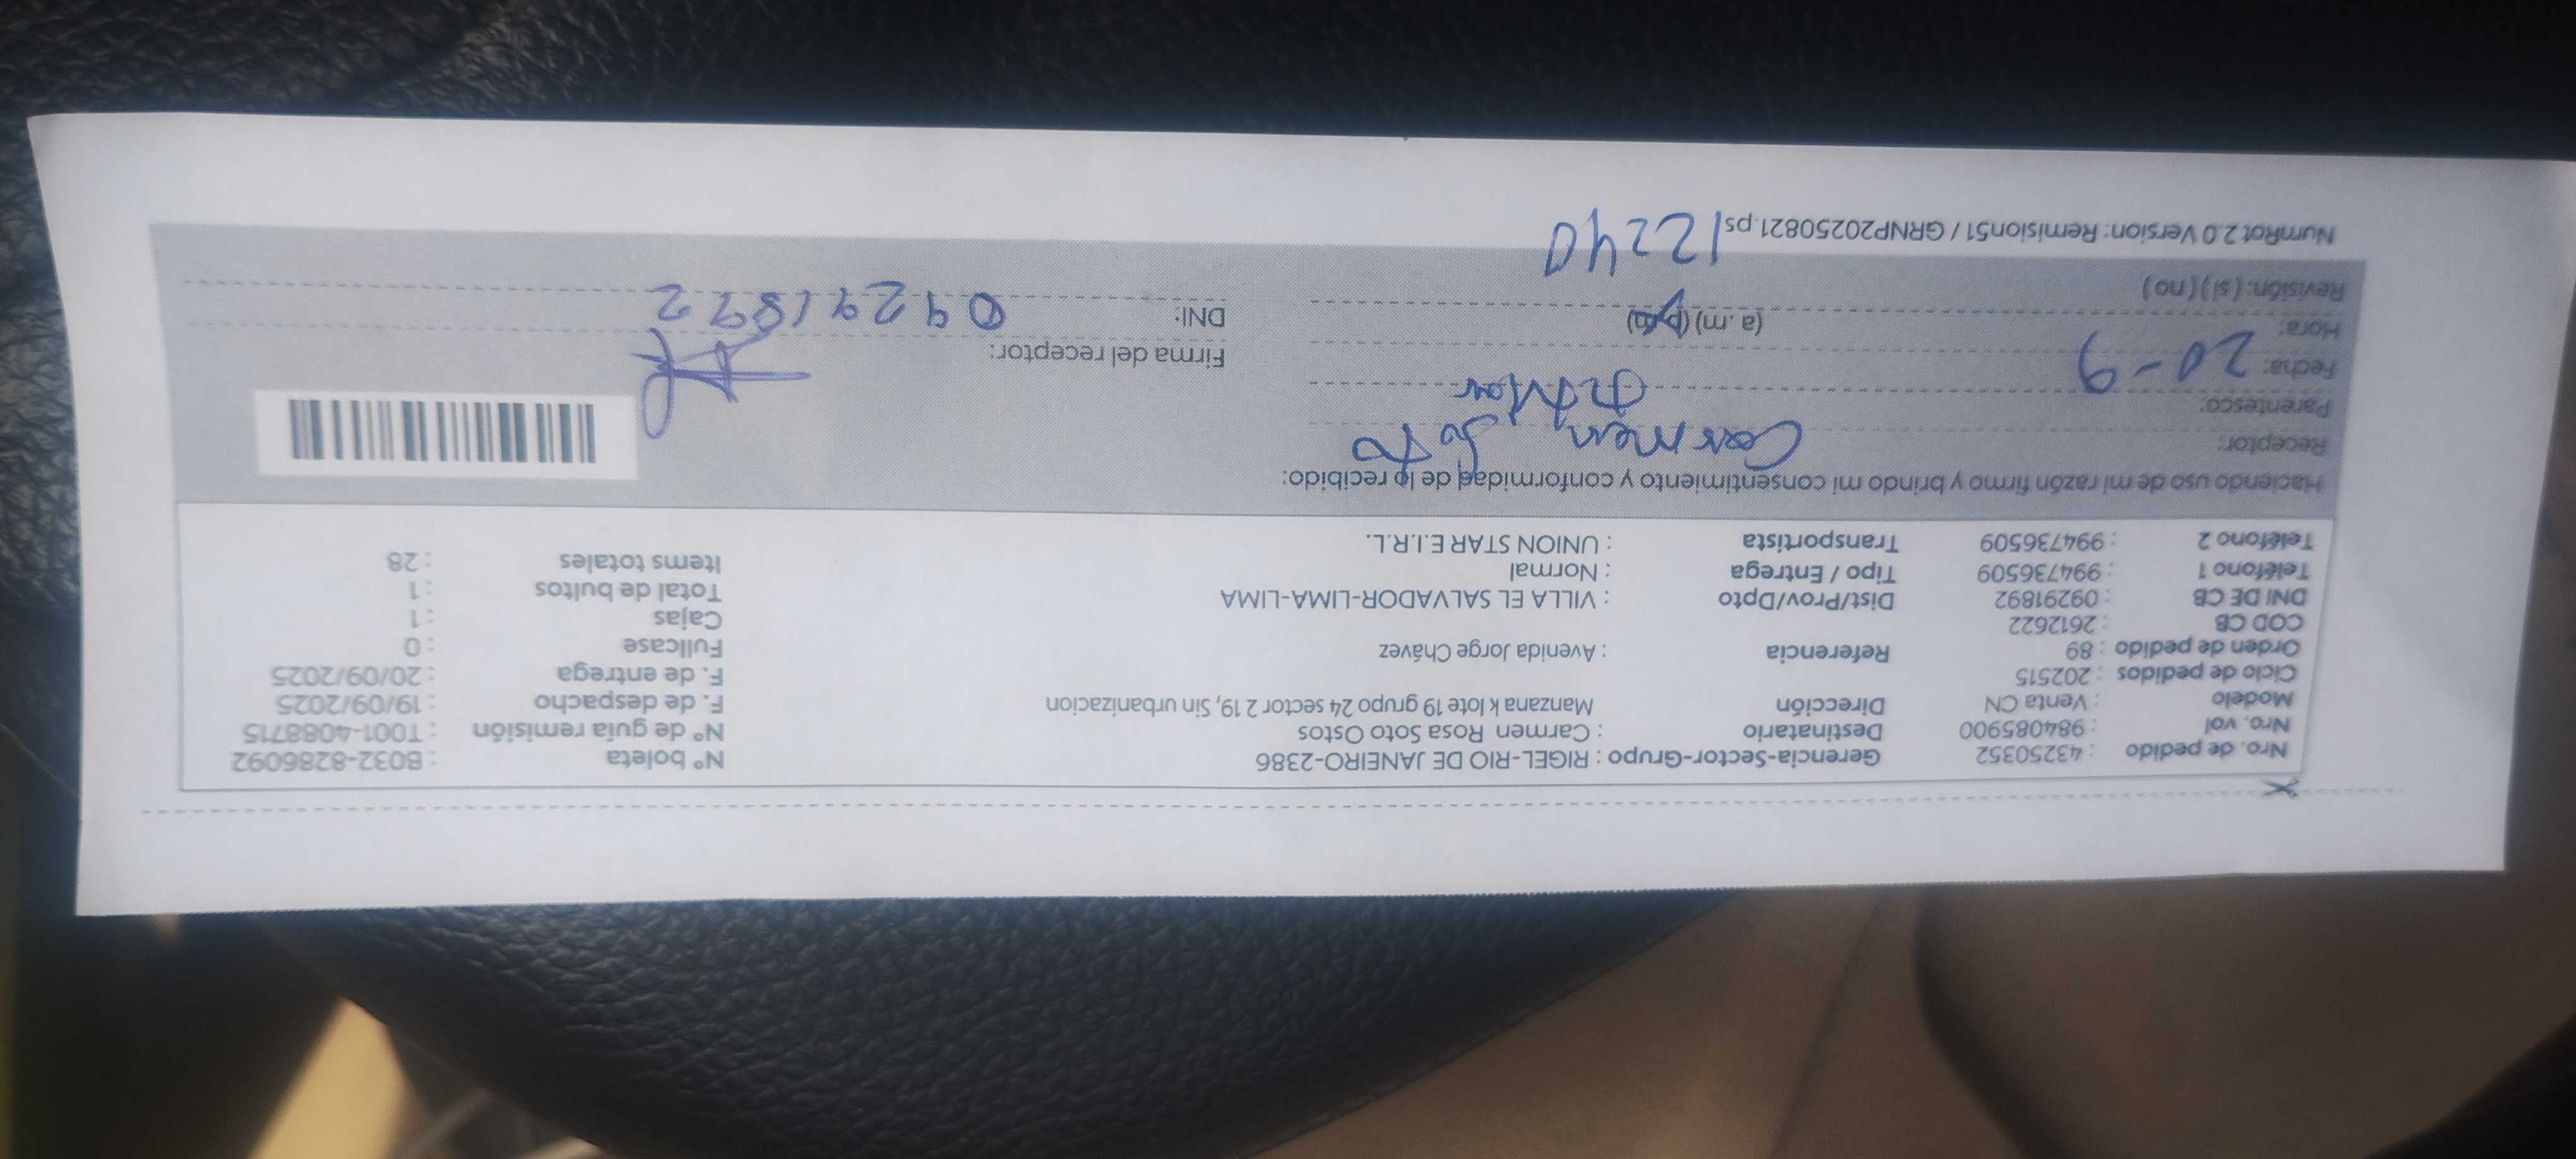 Nro. de pedido : 43250352 Gerencia-Sector-Grupo : RIGEL-RIO DE JANEIRO-2386 N° boleta : B032-8286092
Nro. vol : 984085900 Destinatario : Carmen Rosa Soto Ostos N° de guía remisión : T001-4088715
Modelo : Venta CN Dirección Manzana k lote 19 grupo 24 sector 2 19, Sin urbanizacion F. de despacho : 19/09/2025
Ciclo de pedidos : 202515 F. de entrega : 20/09/2025
Orden de pedido : 89 Referencia : Avenida Jorge Chávez Fullcase : 0
COD CB : 2612622 Cajas : 1
DNI DE CB : 09291892 Dist/Prov/Dpto : VILLA EL SALVADOR-LIMA-LIMA Total de bultos : 1
Teléfono 1 : 994736509 Tipo / Entrega : Normal Items totales : 28
Teléfono 2 : 994736509 Transportista : UNION STAR E.I.R.L.
Haciendo uso de mi razón firmo y brindo mi consentimiento y conformidad de lo recibido:
Receptor: Carmen Soto
Parentesco:
Fecha: 20-9 Firma del receptor:
Hora: (a.m) (p.m) DNI: 09291892
Revisión: (si) (no)
NumRot 2.0 Version: Remision51 / GRNP20250821.ps 12240